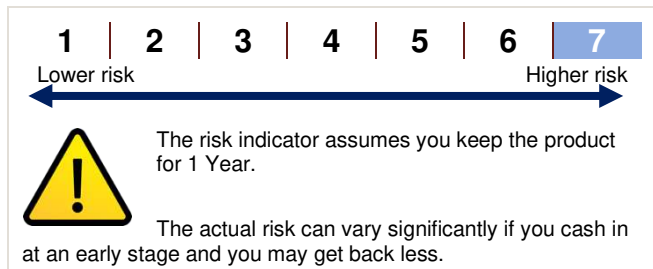 1 2 3 4 5 6 7
Lower risk Higher risk
The risk indicator assumes you keep the product
for 1 Year.
The actual risk can vary significantly if you cash in
at an early stage and you may get back less.